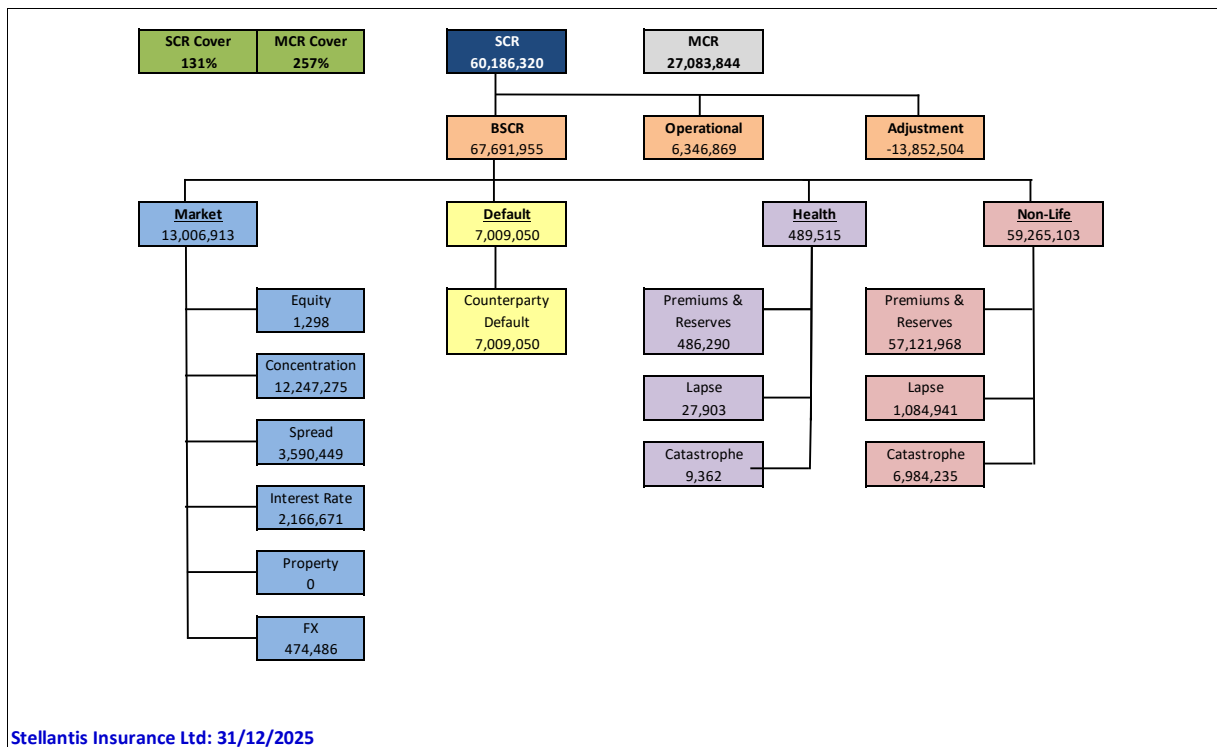 SCR Cover
131%
MCR Cover
257%
SCR
60,186,320
MCR
27,083,844
BSCR
67,691,955
Operational
6,346,869
Adjustment
-13,852,504
Market
13,006,913
Default
7,009,050
Health
489,515
Non-Life
59,265,103
Equity
1,298
Concentration
12,247,275
Spread
3,590,449
Interest Rate
2,166,671
Property
0
FX
474,486
Counterparty
Default
7,009,050
Premiums &
Reserves
486,290
Lapse
27,903
Catastrophe
9,362
Premiums &
Reserves
57,121,968
Lapse
1,084,941
Catastrophe
6,984,235
Stellantis Insurance Ltd: 31/12/2025